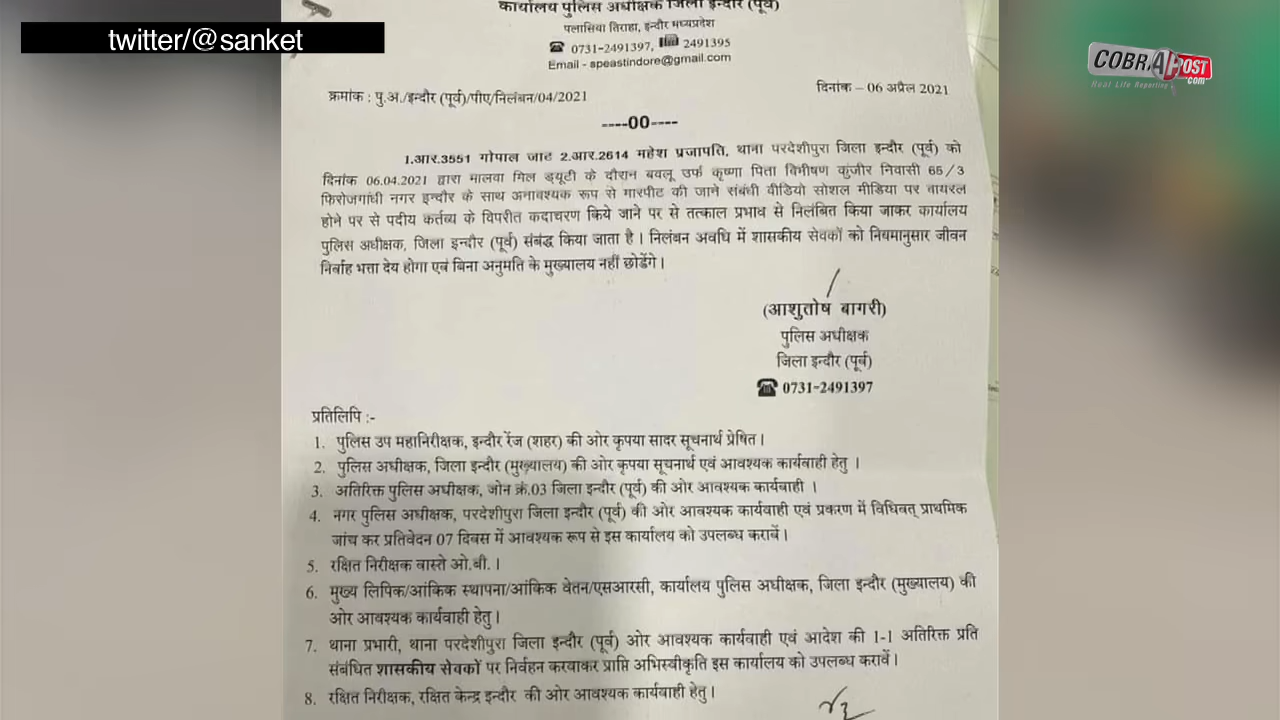 कार्यालय पुलिस अधीक्षक जिला इन्दौर (पूर्व)
पलासिया तिराहा, इन्दौर मध्यप्रदेश
0731-2491397, 2491395
Email - speastindore@gmail.com
twitter/@sanket
COBRAPOST
.com
Real Life Reporting
क्रमांक : पु.अ./इन्दौर (पूर्व)/पीए/निलंबन/04/2021
दिनांक – 06 अप्रैल 2021
----00----
1.आर.3551 गोपाल जाट 2.आर.2614 महेश प्रजापति, थाना परदेशीपुरा जिला इन्दौर (पूर्व) को
दिनांक 06.04.2021 द्वारा मालवा मिल ड्यूटी के दौरान बवलू उर्फ कृष्णा पिता विभीषण कुंजीर निवासी 65/3
फिरोजगांधी नगर इन्दौर के साथ अनावश्यक रूप से मारपीट की जाने संबंधी वीडियो सोशल मीडिया पर वायरल
होने पर से पदीय कर्तव्य के विपरीत कदाचरण किये जाने पर से तत्काल प्रभाव से निलंबित किया जाकर कार्यालय
पुलिस अधीक्षक, जिला इन्दौर (पूर्व) संबंद्ध किया जाता है । निलंबन अवधि में शासकीय सेवकों को नियमानुसार जीवन
निर्वाह भत्ता देय होगा एवं बिना अनुमति के मुख्यालय नहीं छोडेंगे ।
(आशुतोष बागरी)
पुलिस अधीक्षक
जिला इन्दौर (पूर्व)
0731-2491397
प्रतिलिपि :-
1. पुलिस उप महानिरीक्षक, इन्दौर रेंज (शहर) की ओर कृपया सादर सूचनार्थ प्रेषित ।
2. पुलिस अधीक्षक, जिला इन्दौर (मुख्यालय) की ओर कृपया सूचनार्थ एवं आवश्यक कार्यवाही हेतु ।
3. अतिरिक्त पुलिस अधीक्षक, जोन क्रं.03 जिला इन्दौर (पूर्व) की ओर आवश्यक कार्यवाही ।
4. नगर पुलिस अधीक्षक, परदेशीपुरा जिला इन्दौर (पूर्व) की ओर आवश्यक कार्यवाही एवं प्रकरण में विधिवत् प्राथमिक
जांच कर प्रतिवेदन 07 दिवस में आवश्यक रूप से इस कार्यालय को उपलब्ध करावें ।
5. रक्षित निरीक्षक वास्ते ओ.बी. ।
6. मुख्य लिपिक/आंकिक स्थापना/आंकिक वेतन/एसआरसी, कार्यालय पुलिस अधीक्षक, जिला इन्दौर (मुख्यालय) की
ओर आवश्यक कार्यवाही हेतु ।
7. थाना प्रभारी, थाना परदेशीपुरा जिला इन्दौर (पूर्व) ओर आवश्यक कार्यवाही एवं आदेश की 1-1 अतिरिक्त प्रति
संबंधित शासकीय सेवकों पर निर्वहन करवाकर प्राप्ति अभिस्वीकृति इस कार्यालय को उपलब्ध करावें ।
8. रक्षित निरीक्षक, रक्षित केन्द्र इन्दौर की ओर आवश्यक कार्यवाही हेतु ।